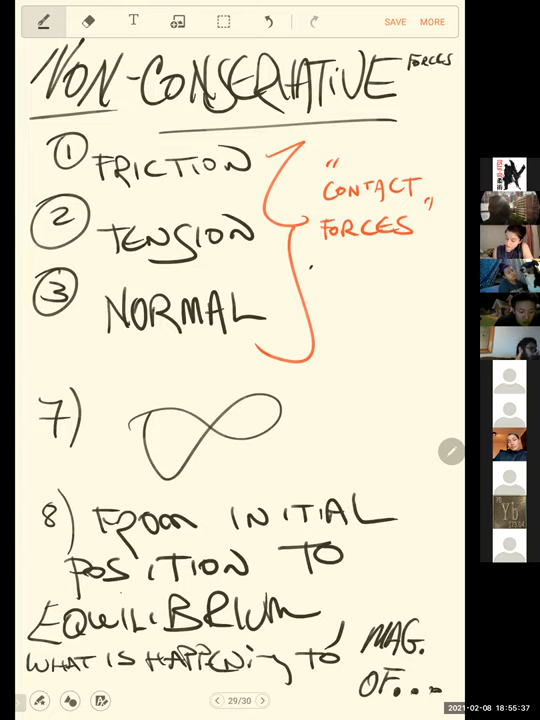 T
SAVE
MORE
NON-CONSERVATIVE FORCES
① FRICTION
② TENSION
③ NORMAL
"CONTACT"
FORCES
7)
8) FROM INITIAL
POSITION TO
EQUILIBRIUM,
WHAT IS HAPPENING TO MAG.
OF...
Yb
29/30
2021-02-08 18:55:37